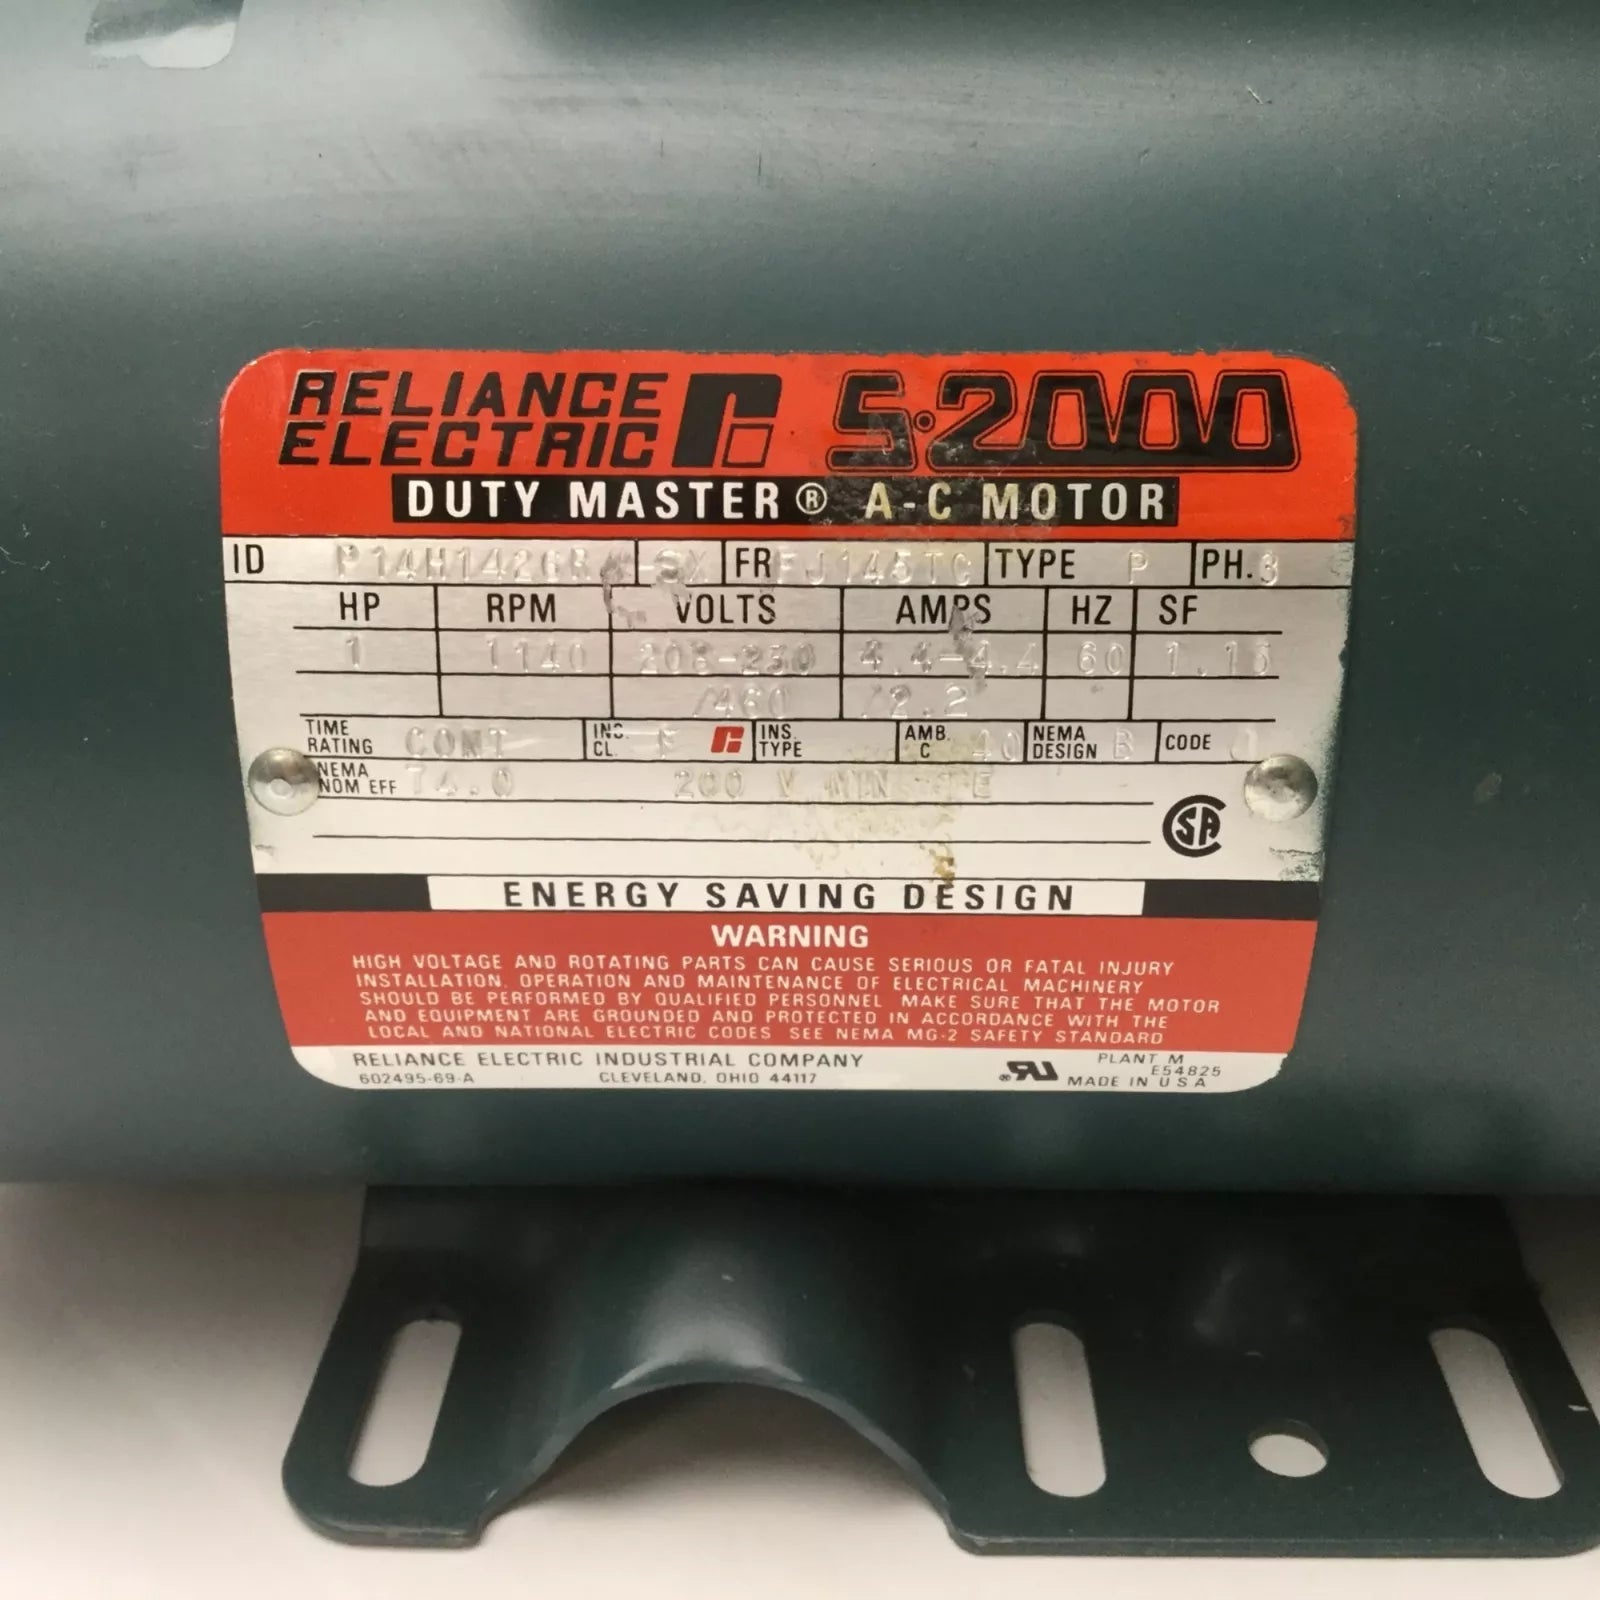 RELIANCE ELECTRIC S·2000
DUTY MASTER® A-C MOTOR
ID FR FJ145TC TYPE P PH. 3
HP RPM VOLTS AMPS HZ SF
1 1140 208-230 4.4-4.4 60 1.15
/460 /2.2
TIME RATING CONT INS. CL. F INS. TYPE AMB. C 40 NEMA DESIGN B CODE
NEMA NOM EFF 74.0 200 V MIN
CSA
ENERGY SAVING DESIGN
WARNING
HIGH VOLTAGE AND ROTATING PARTS CAN CAUSE SERIOUS OR FATAL INJURY
INSTALLATION, OPERATION AND MAINTENANCE OF ELECTRICAL MACHINERY
SHOULD BE PERFORMED BY QUALIFIED PERSONNEL MAKE SURE THAT THE MOTOR
AND EQUIPMENT ARE GROUNDED AND PROTECTED IN ACCORDANCE WITH THE
LOCAL AND NATIONAL ELECTRIC CODES SEE NEMA MG-2 SAFETY STANDARD
RELIANCE ELECTRIC INDUSTRIAL COMPANY PLANT M
602495-69-A CLEVELAND, OHIO 44117 E54825
MADE IN U S A